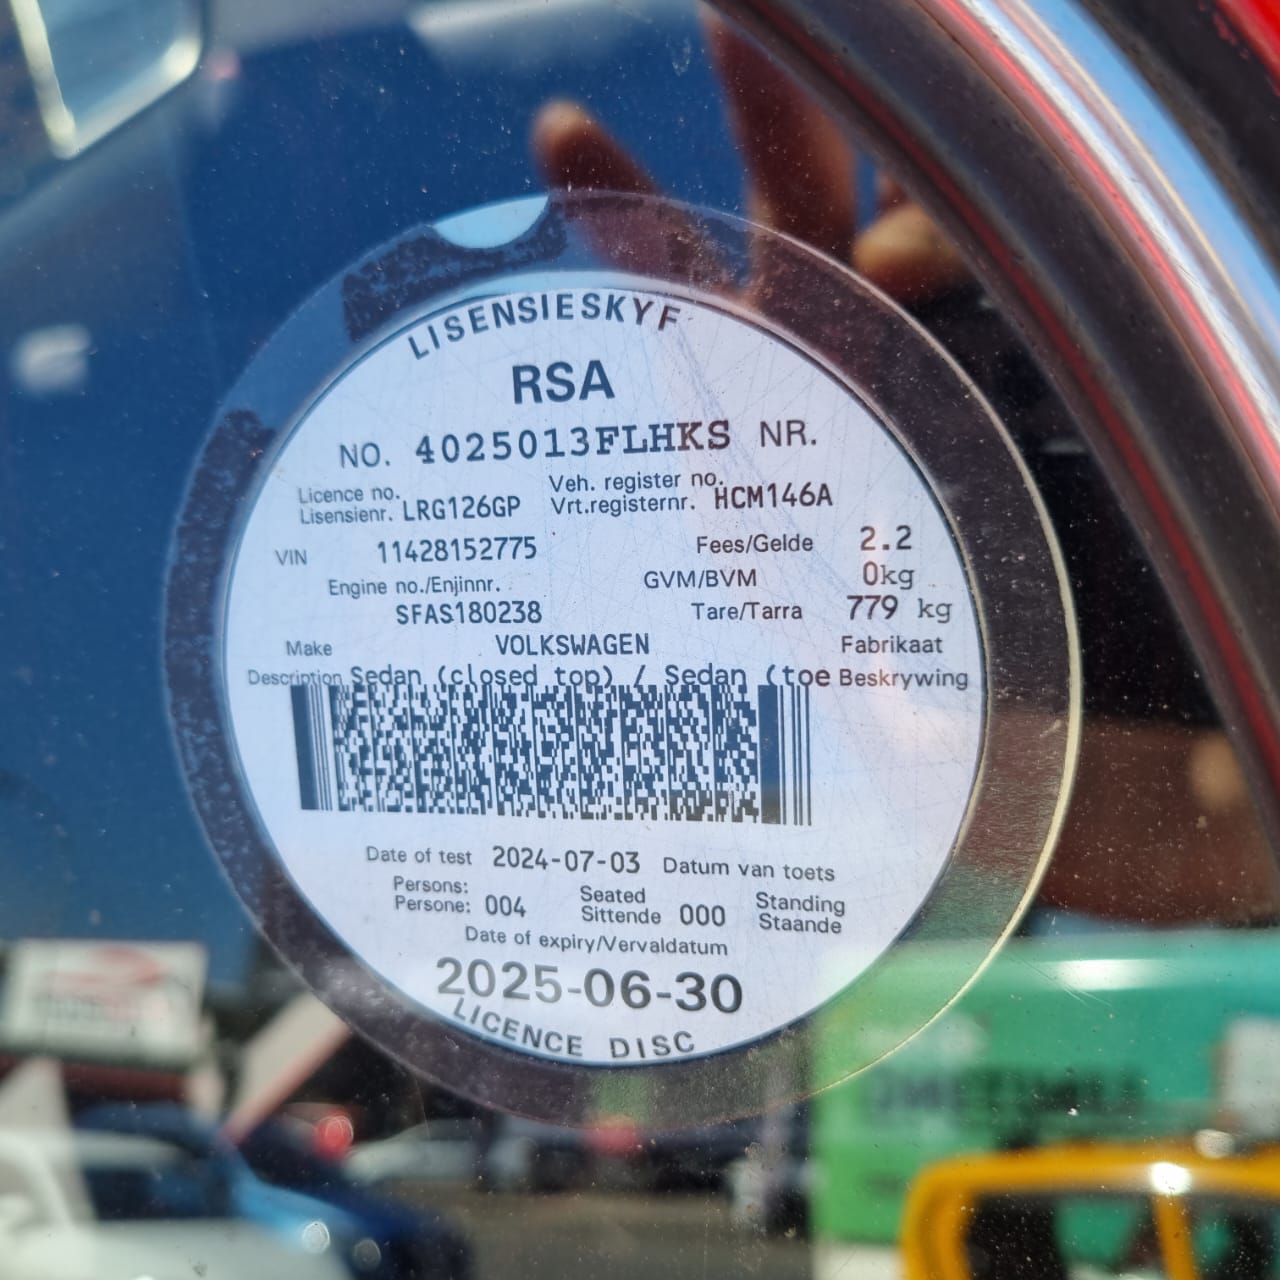 LISENSIESKYF
RSA
NO. 4025013FLHKS NR.
Licence no. Veh. register no.
Lisensienr. LRG126GP Vrt.registernr. HCM146A
VIN 11428152775 Fees/Gelde 2.2
Engine no./Enjinnr. GVM/BVM 0kg
SFAS180238 Tare/Tarra 779 kg
Make VOLKSWAGEN Fabrikaat
Description Sedan (closed top) / Sedan (toe Beskrywing
Date of test 2024-07-03 Datum van toets
Persons: Seated Standing
Persone: 004 Sittende 000 Staande
Date of expiry/Vervaldatum
2025-06-30
LICENCE DISC